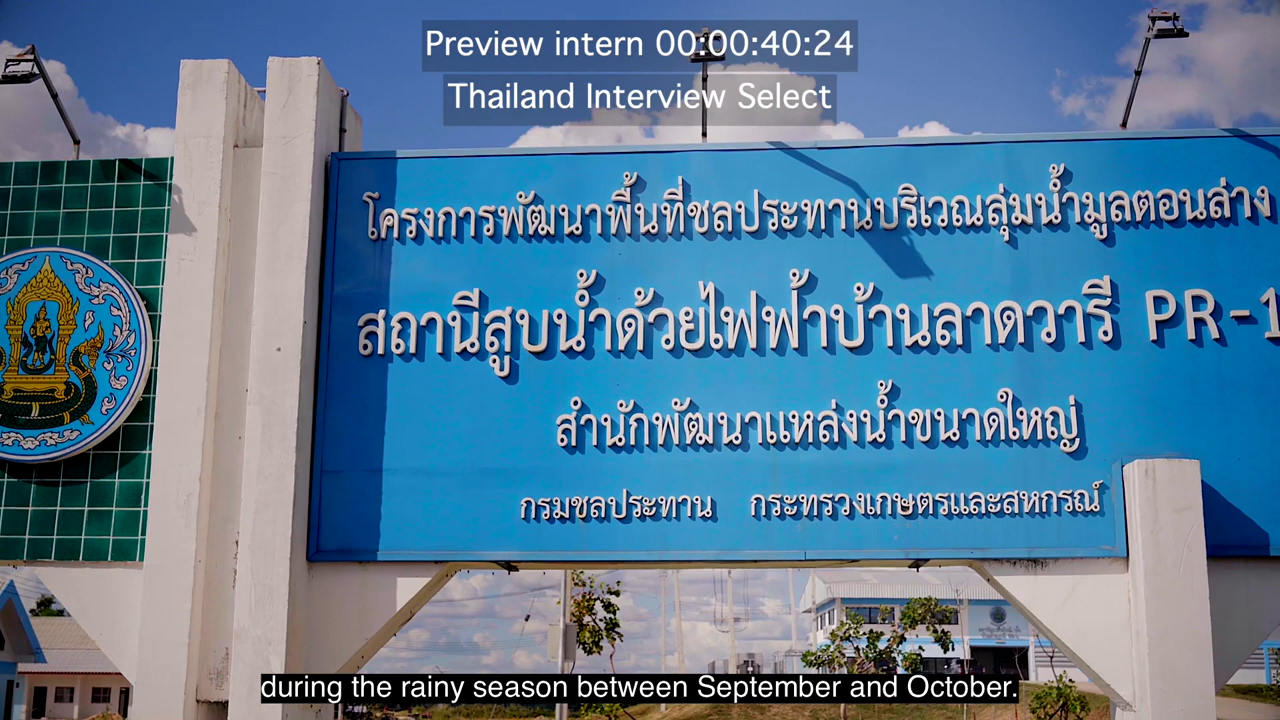 Preview intern 00:00:40:24
Thailand Interview Select
โครงการพัฒนาพื้นที่ชลประทานบริเวณลุ่มน้ำมูลตอนล่าง
สถานีสูบน้ำด้วยไฟฟ้าบ้านลาดวารี PR-1
สำนักพัฒนาแหล่งน้ำขนาดใหญ่
กรมชลประทาน กระทรวงเกษตรและสหกรณ์
during the rainy season between September and October.